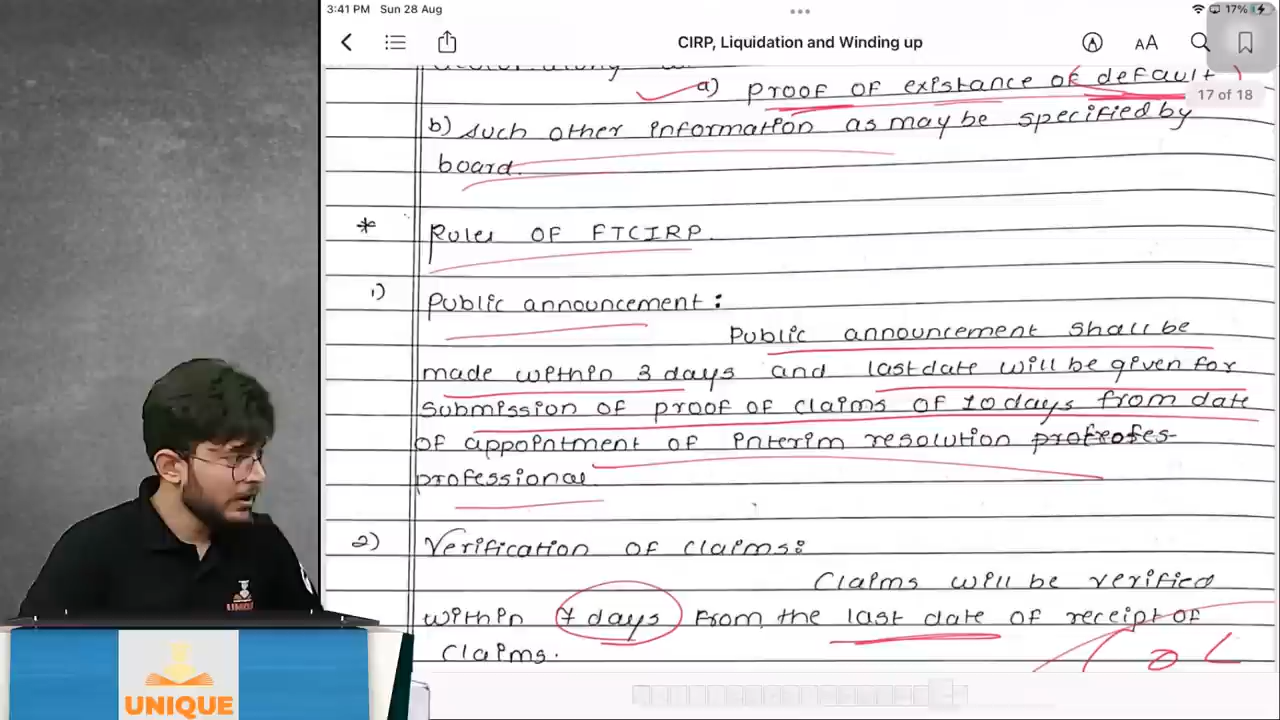 3:41 PM Sun 28 Aug
17%
CIRP, Liquidation and Winding up
AA
17 of 18
a) Proof of existance of default
b) such other information as may be specified by
board.
* Rules OF FTCIRP.
1) Public announcement:
Public announcement shall be
made within 3 days and last date will be given for
submission of proof of claims of 10 days from date
of appointment of interim resolution
professional
2) Verification of claims:
Claims will be verified
within 7 days from the last date of receipt of
claims.
UNIQUE